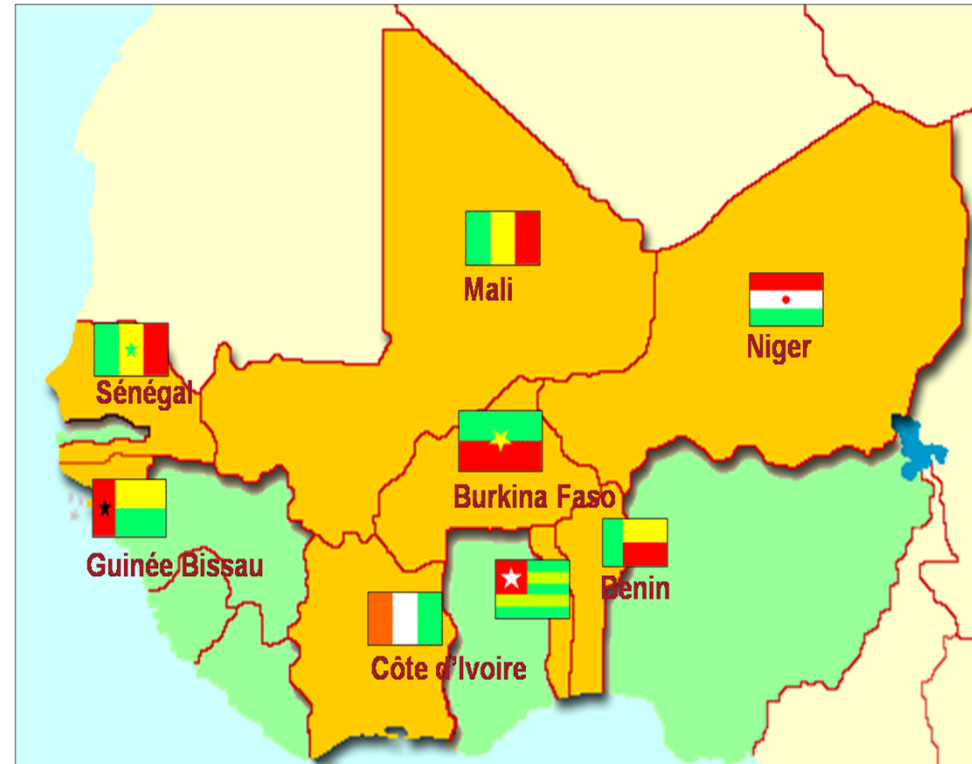 Mali
Niger
Sénégal
Burkina Faso
Guinée Bissau
Benin
Côte d'Ivoire